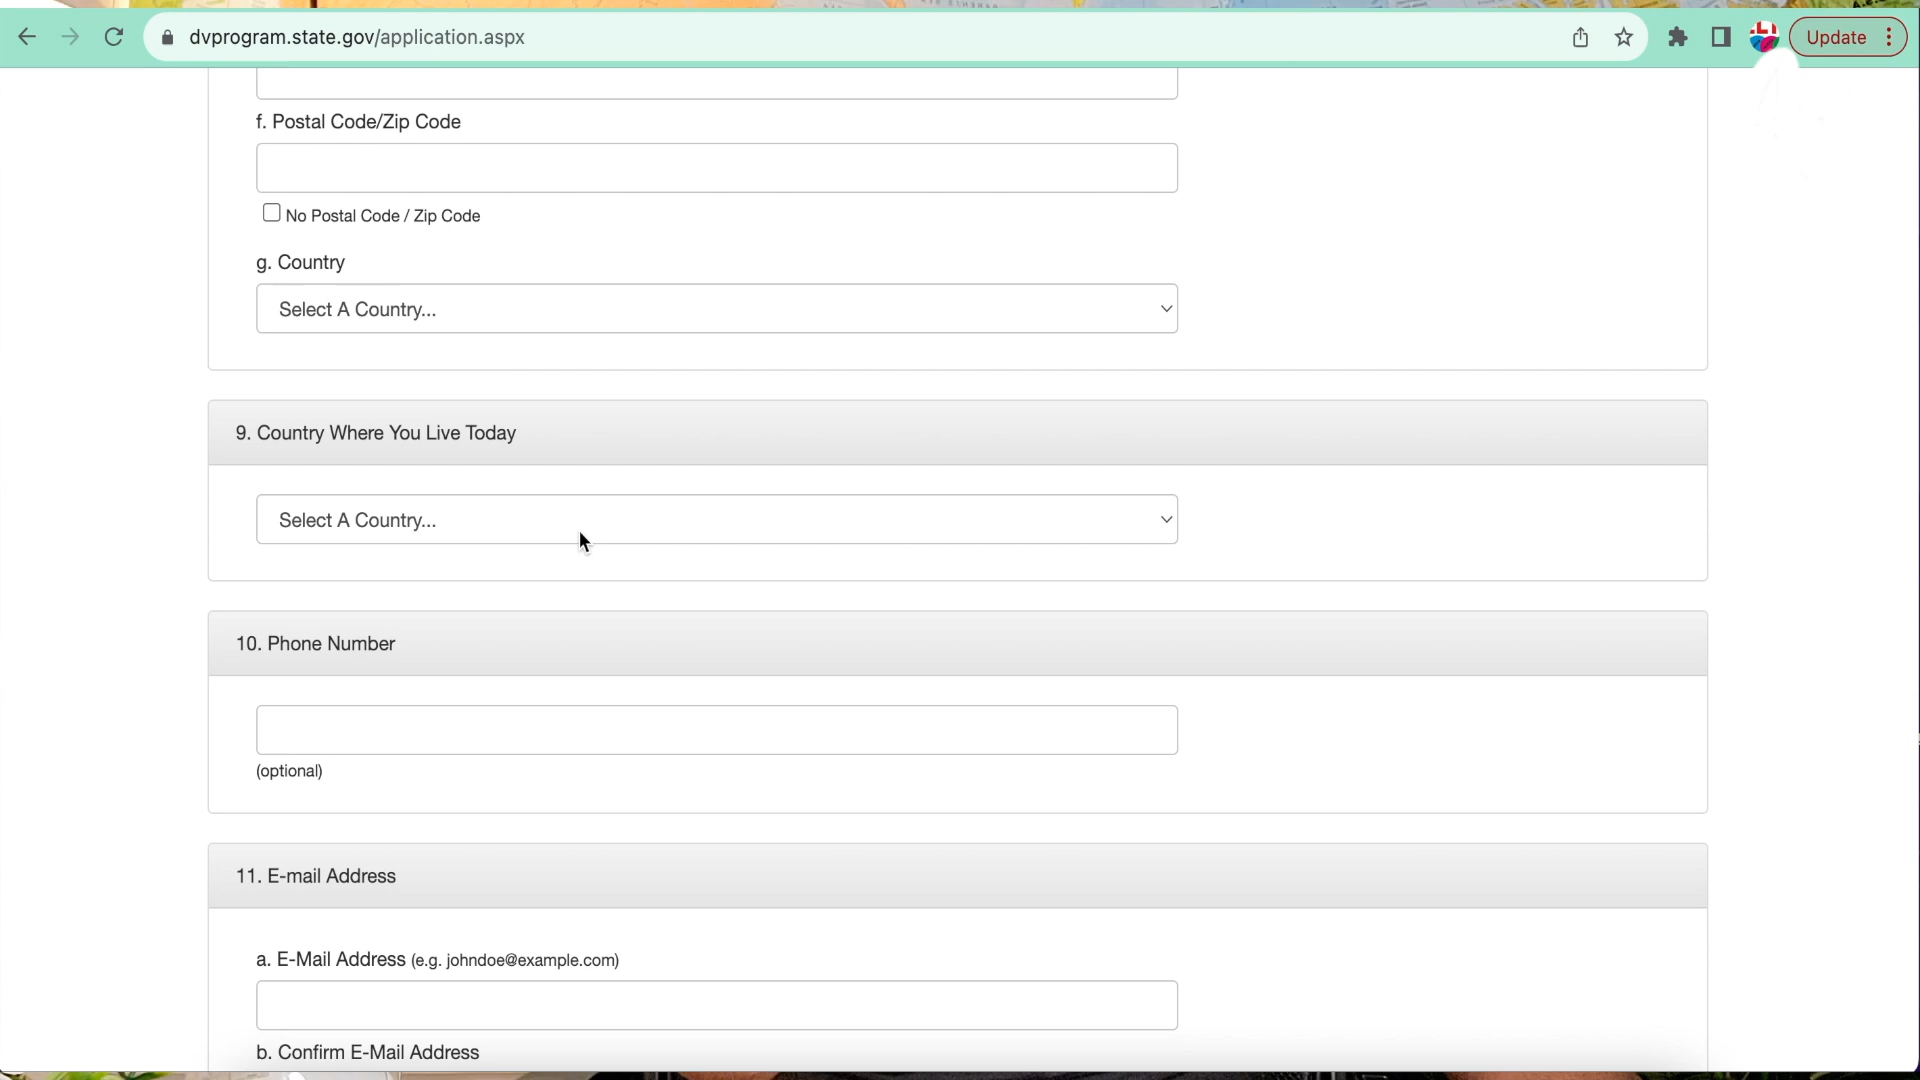 dvprogram.state.gov/application.aspx
Update
f. Postal Code/Zip Code
No Postal Code / Zip Code
g. Country
Select A Country...
9. Country Where You Live Today
Select A Country...
10. Phone Number
(optional)
11. E-mail Address
a. E-Mail Address (e.g. johndoe@example.com)
b. Confirm E-Mail Address